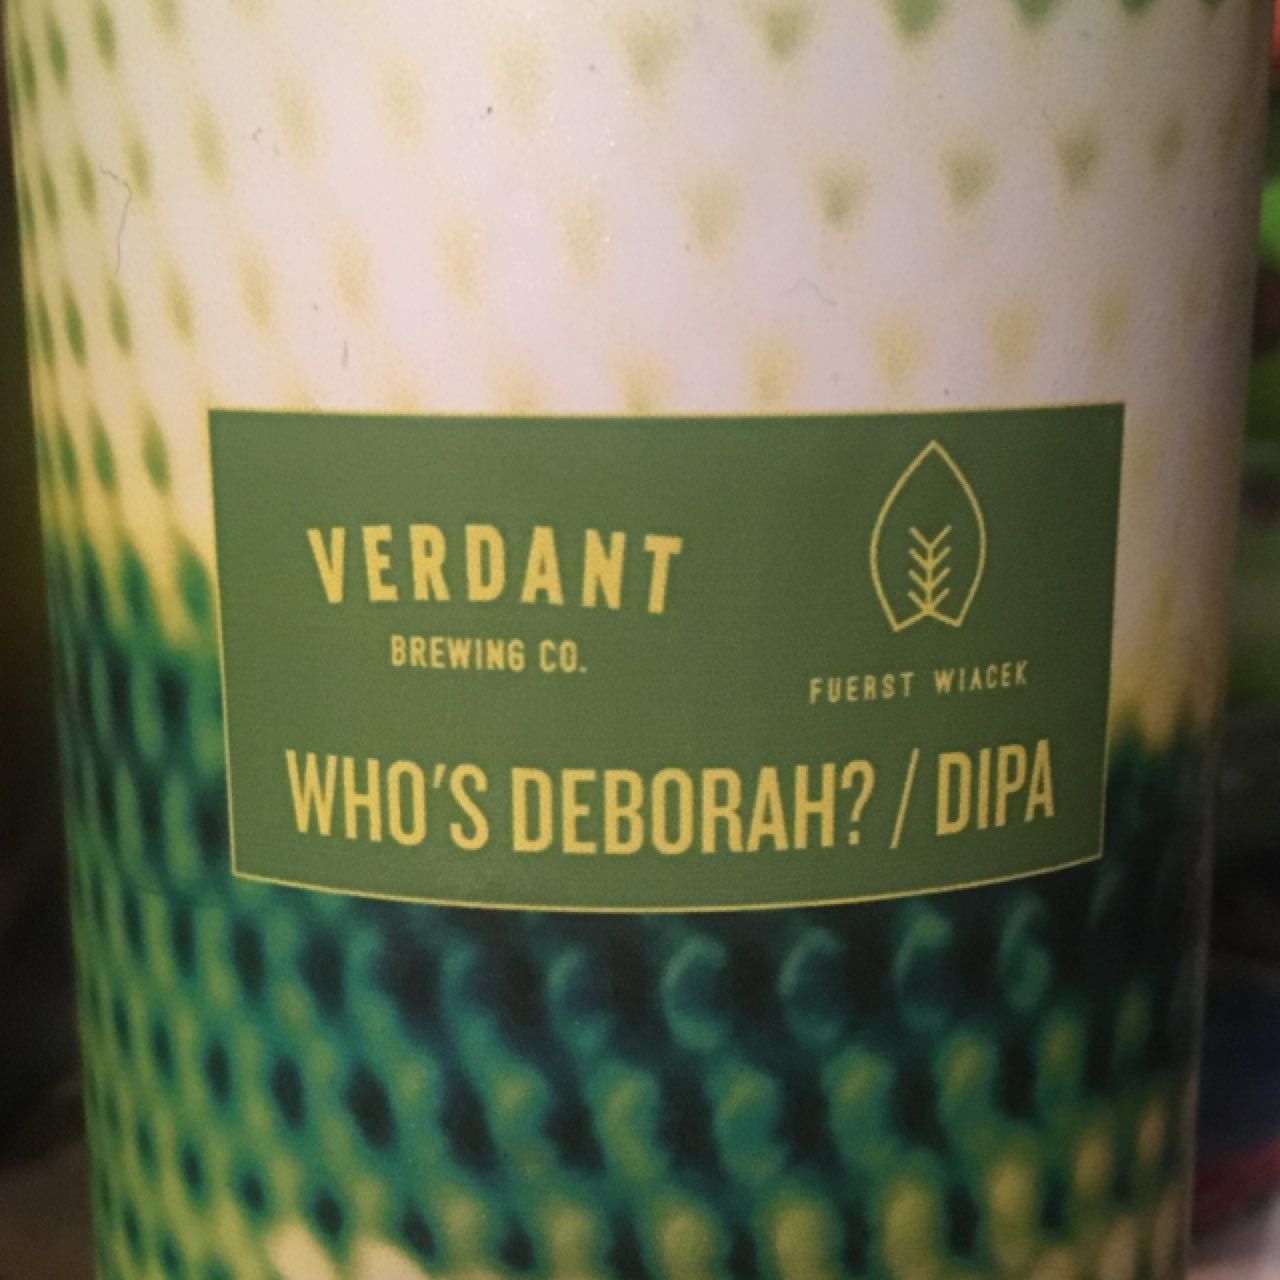 VERDANT
BREWING CO.
FUERST WIACEK
WHO'S DEBORAH? / DIPA